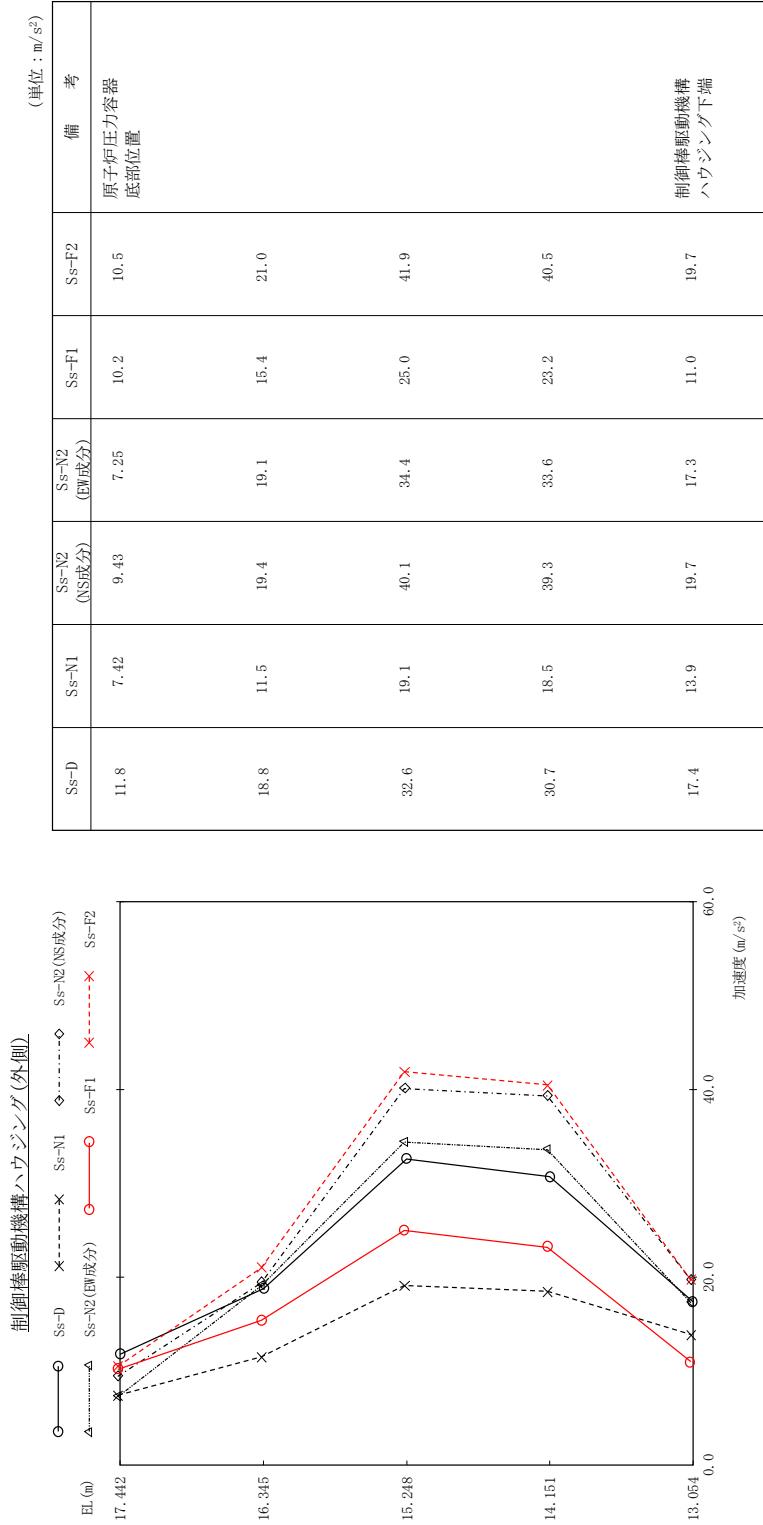 制御棒駆動機構ハウジング(外側)
Ss-D Ss-N1 Ss-N2(NS成分)
Ss-N2(EW成分) Ss-F1 Ss-F2
EL(m)
17.442
16.345
15.248
14.151
13.054
0.0 20.0 40.0 60.0
加速度(m/s²)
(単位:m/s²)
Ss-D Ss-N1 Ss-N2 (NS成分) Ss-N2 (EW成分) Ss-F1 Ss-F2 備 考
11.8 7.42 9.43 7.25 10.2 10.5 原子炉圧力容器
底部位置
18.8 11.5 19.4 19.1 15.4 21.0
32.6 19.1 40.1 34.4 25.0 41.9
30.7 18.5 39.3 33.6 23.2 40.5
17.4 13.9 19.7 17.3 11.0 19.7 制御棒駆動機構
ハウジング下端